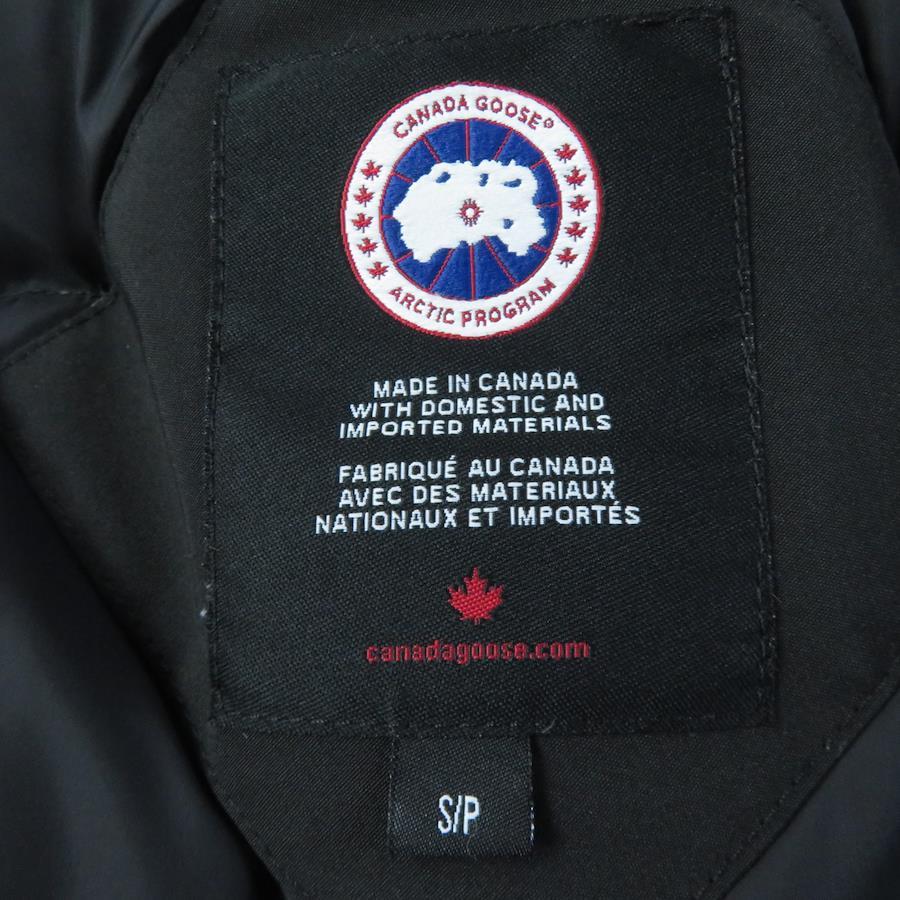 CANADA GOOSE®
ARCTIC PROGRAM
MADE IN CANADA
WITH DOMESTIC AND
IMPORTED MATERIALS
FABRIQUÉ AU CANADA
AVEC DES MATERIAUX
NATIONAUX ET IMPORTÉS
canadagoose.com
S/P